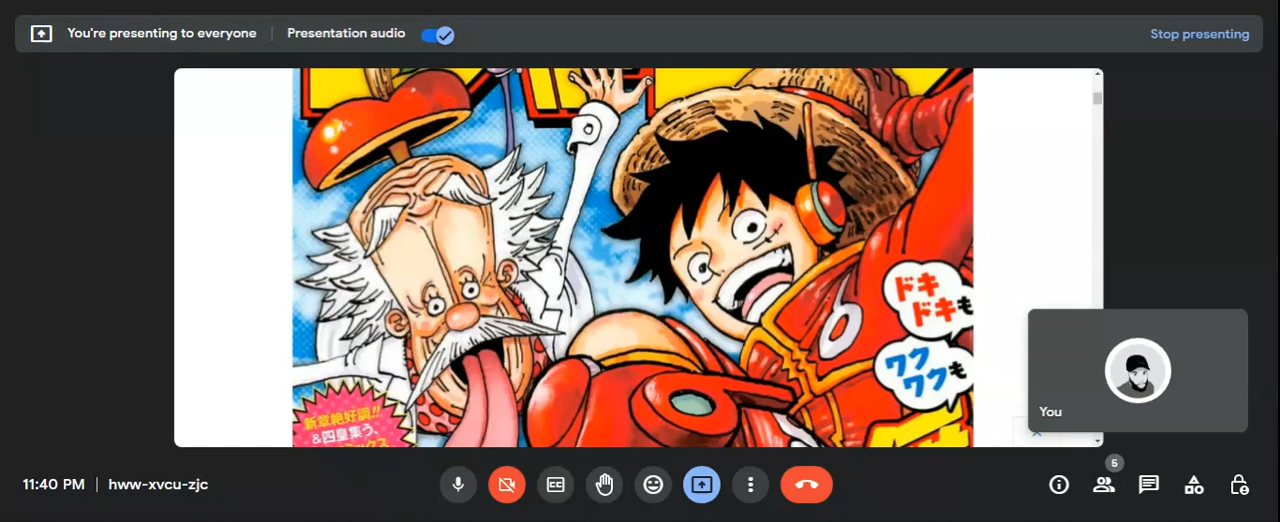 You're presenting to everyone
Presentation audio
Stop presenting
ドキ
ドキも
ワク
ワクも
新章絶好調!!
&四皇集う、
You
11:40 PM | hww-xvcu-zjc
5